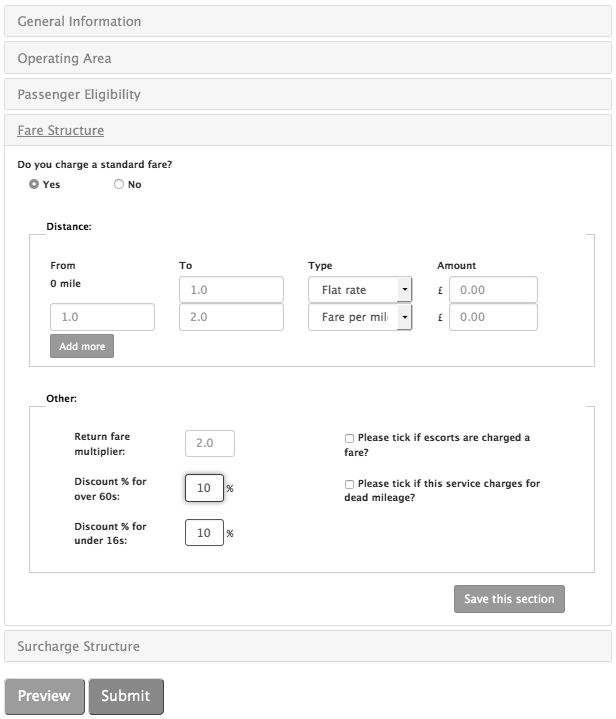 General Information
Operating Area
Passenger Eligibility
Fare Structure
Do you charge a standard fare?
Yes No
Distance:
From To Type Amount
0 mile 1.0 Flat rate £ 0.00
1.0 2.0 Fare per mil £ 0.00
Add more
Other:
Return fare
multiplier:
2.0
Please tick if escorts are charged a
fare?
Discount % for
over 60s:
10 %
Please tick if this service charges for
dead mileage?
Discount % for
under 16s:
10 %
Save this section
Surcharge Structure
Preview Submit